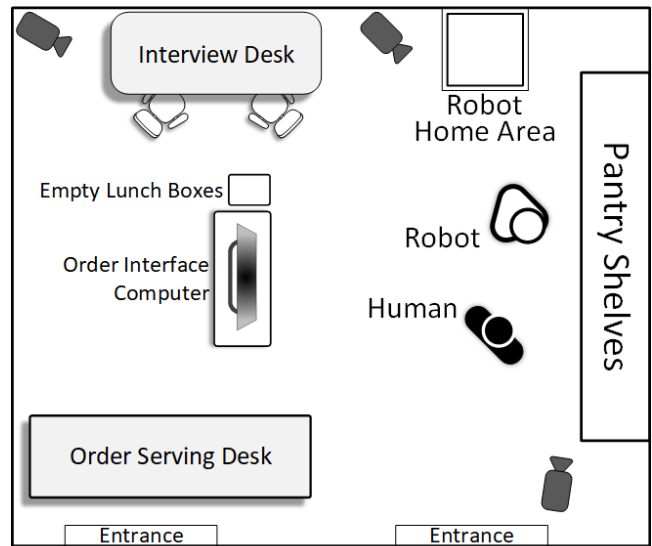 Interview Desk
Robot
Home Area
Pantry Shelves
Empty Lunch Boxes
Robot
Order Interface
Computer
Human
Order Serving Desk
Entrance
Entrance